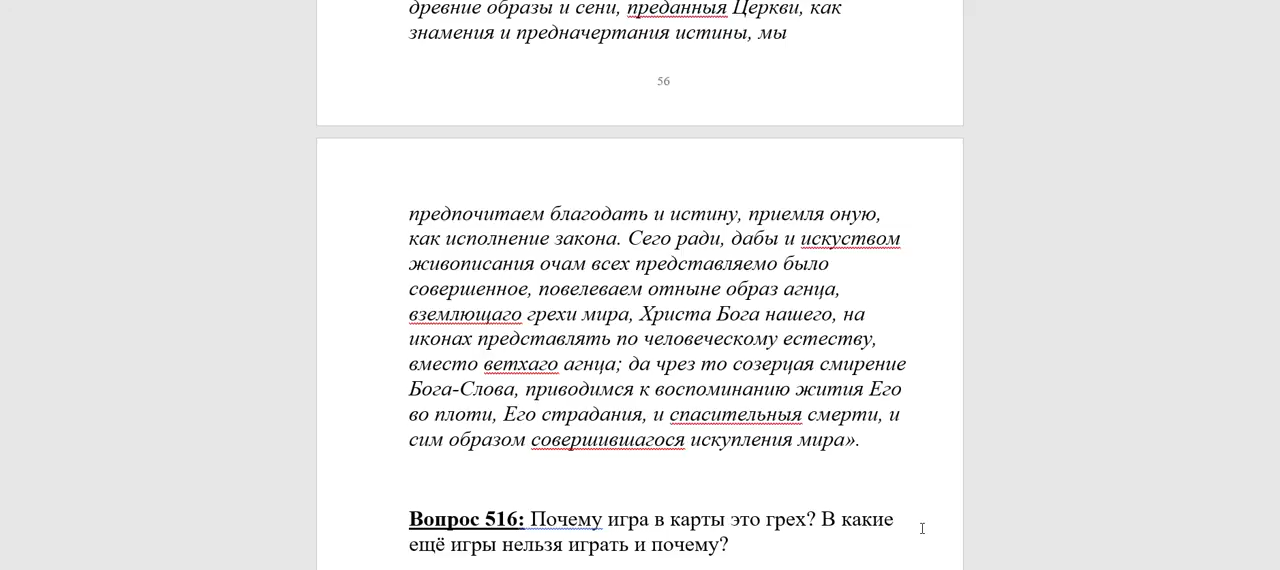 древние образы и сени, преданныя Церкви, как
знамения и предначертания истины, мы
56
предпочитаем благодать и истину, приемля оную,
как исполнение закона. Сего ради, дабы и искуством
живописания очам всех представляемо было
совершенное, повелеваем отныне образ агнца,
вземлющаго грехи мира, Христа Бога нашего, на
иконах представлять по человеческому естеству,
вместо ветхаго агнца; да чрез то созерцая смирение
Бога-Слова, приводимся к воспоминанию жития Его
во плоти, Его страдания, и спасительныя смерти, и
сим образом совершившагося искупления мира».
Вопрос 516: Почему игра в карты это грех? В какие
ещё игры нельзя играть и почему?